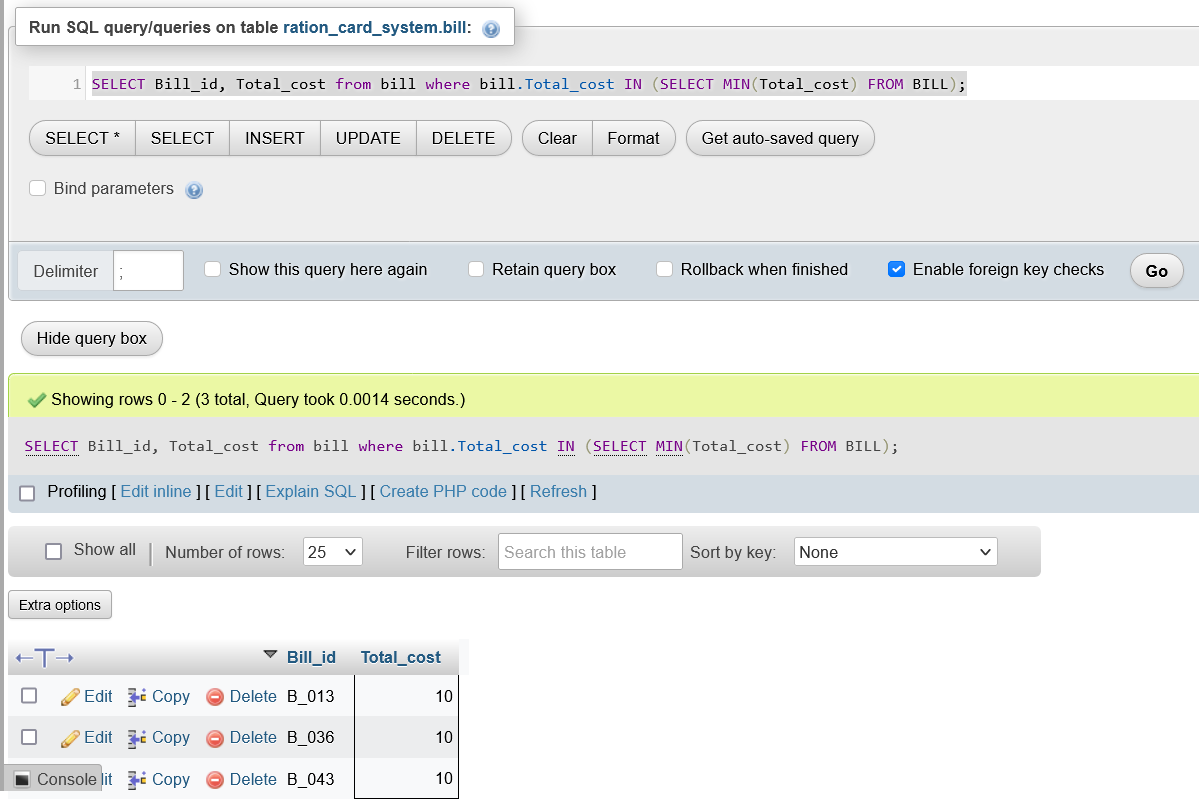 Run SQL query/queries on table ration_card_system.bill:
1 SELECT Bill_id, Total_cost from bill where bill.Total_cost IN (SELECT MIN(Total_cost) FROM BILL);
SELECT * SELECT INSERT UPDATE DELETE Clear Format Get auto-saved query
Bind parameters
Delimiter ; Show this query here again Retain query box Rollback when finished Enable foreign key checks Go
Hide query box
Showing rows 0 - 2 (3 total, Query took 0.0014 seconds.)
SELECT Bill_id, Total_cost from bill where bill.Total_cost IN (SELECT MIN(Total_cost) FROM BILL);
Profiling [ Edit inline ] [ Edit ] [ Explain SQL ] [ Create PHP code ] [ Refresh ]
Show all Number of rows: 25 Filter rows: Search this table Sort by key: None
Extra options
←T→ Bill_id Total_cost
Edit Copy Delete B_013 10
Edit Copy Delete B_036 10
Console Copy Delete B_043 10